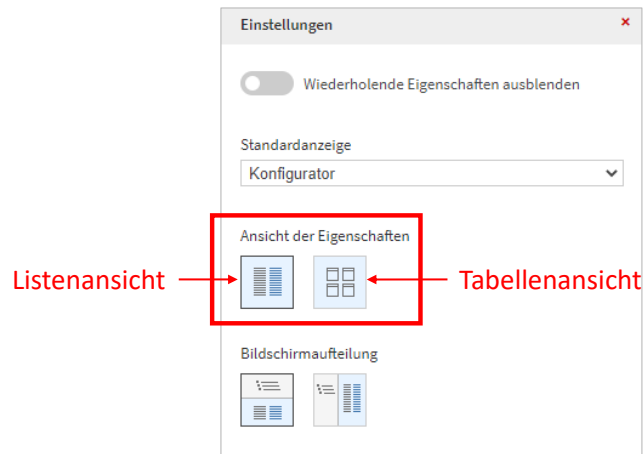 Einstellungen
Wiederholende Eigenschaften ausblenden
Standardanzeige
Konfigurator
Ansicht der Eigenschaften
Listenansicht
Tabellenansicht
Bildschirmaufteilung